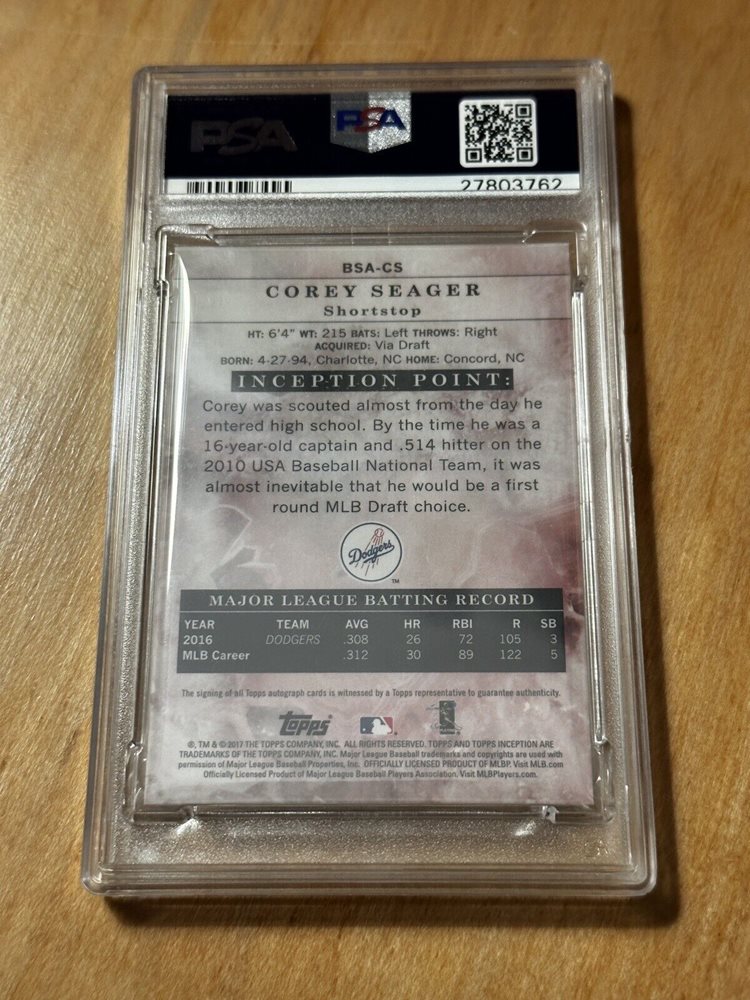 PSA PSA
27803762
BSA-CS
COREY SEAGER
Shortstop
HT: 6'4" WT: 215 BATS: Left THROWS: Right
ACQUIRED: Via Draft
BORN: 4-27-94, Charlotte, NC HOME: Concord, NC
INCEPTION POINT:
Corey was scouted almost from the day he
entered high school. By the time he was a
16-year-old captain and .514 hitter on the
2010 USA Baseball National Team, it was
almost inevitable that he would be a first
round MLB Draft choice.
Dodgers
TM
MAJOR LEAGUE BATTING RECORD
YEAR TEAM AVG HR RBI R SB
2016 DODGERS .308 26 72 105 3
MLB Career .312 30 89 122 5
The signing of all Topps autograph cards is witnessed by a Topps representative to guarantee authenticity.
topps
®, TM & © 2017 THE TOPPS COMPANY, INC. ALL RIGHTS RESERVED. TOPPS AND TOPPS INCEPTION ARE
TRADEMARKS OF THE TOPPS COMPANY, INC. Major League Baseball trademarks and copyrights are used with
permission of Major League Baseball Properties, Inc. OFFICIALLY LICENSED PRODUCT OF MLBP. Visit MLB.com
Officially Licensed Product of Major League Baseball Players Association. Visit MLBPlayers.com.